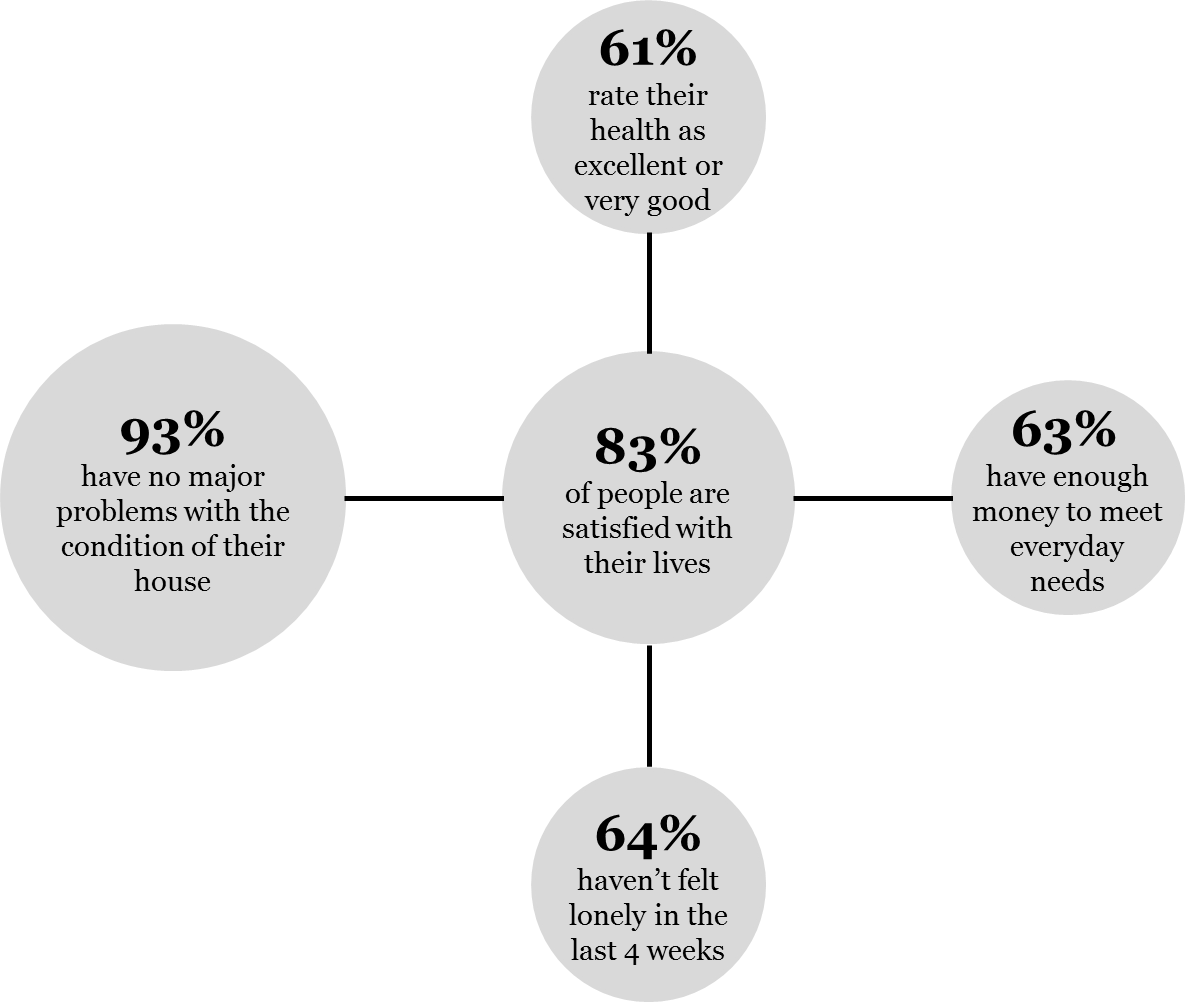 61%
rate their
health as
excellent or
very good
93%
have no major
problems with the
condition of their
house
83%
of people are
satisfied with
their lives
63%
have enough
money to meet
everyday
needs
64%
haven’t felt
lonely in the
last 4 weeks